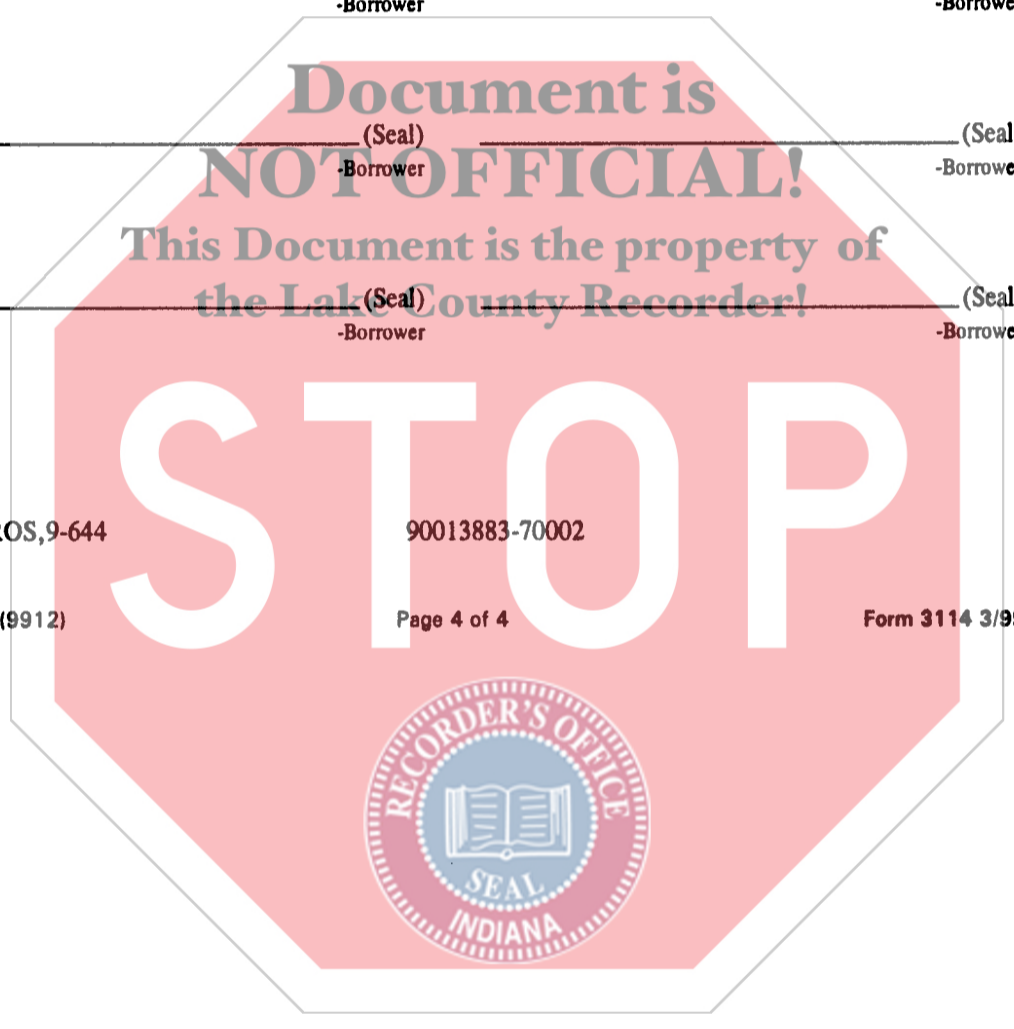 -Borrower -Borrowe
Document is
(Seal) (Seal
NOT OFFICIAL!
-Borrower -Borrowe
This Document is the property of
(Seal) (Seal
the Lake County Recorder!
-Borrower -Borrowe
STOP
OS,9-644 90013883-70002
(9912) Page 4 of 4 Form 3114 3/9
RECORDER'S OFFICE
SEAL
INDIANA